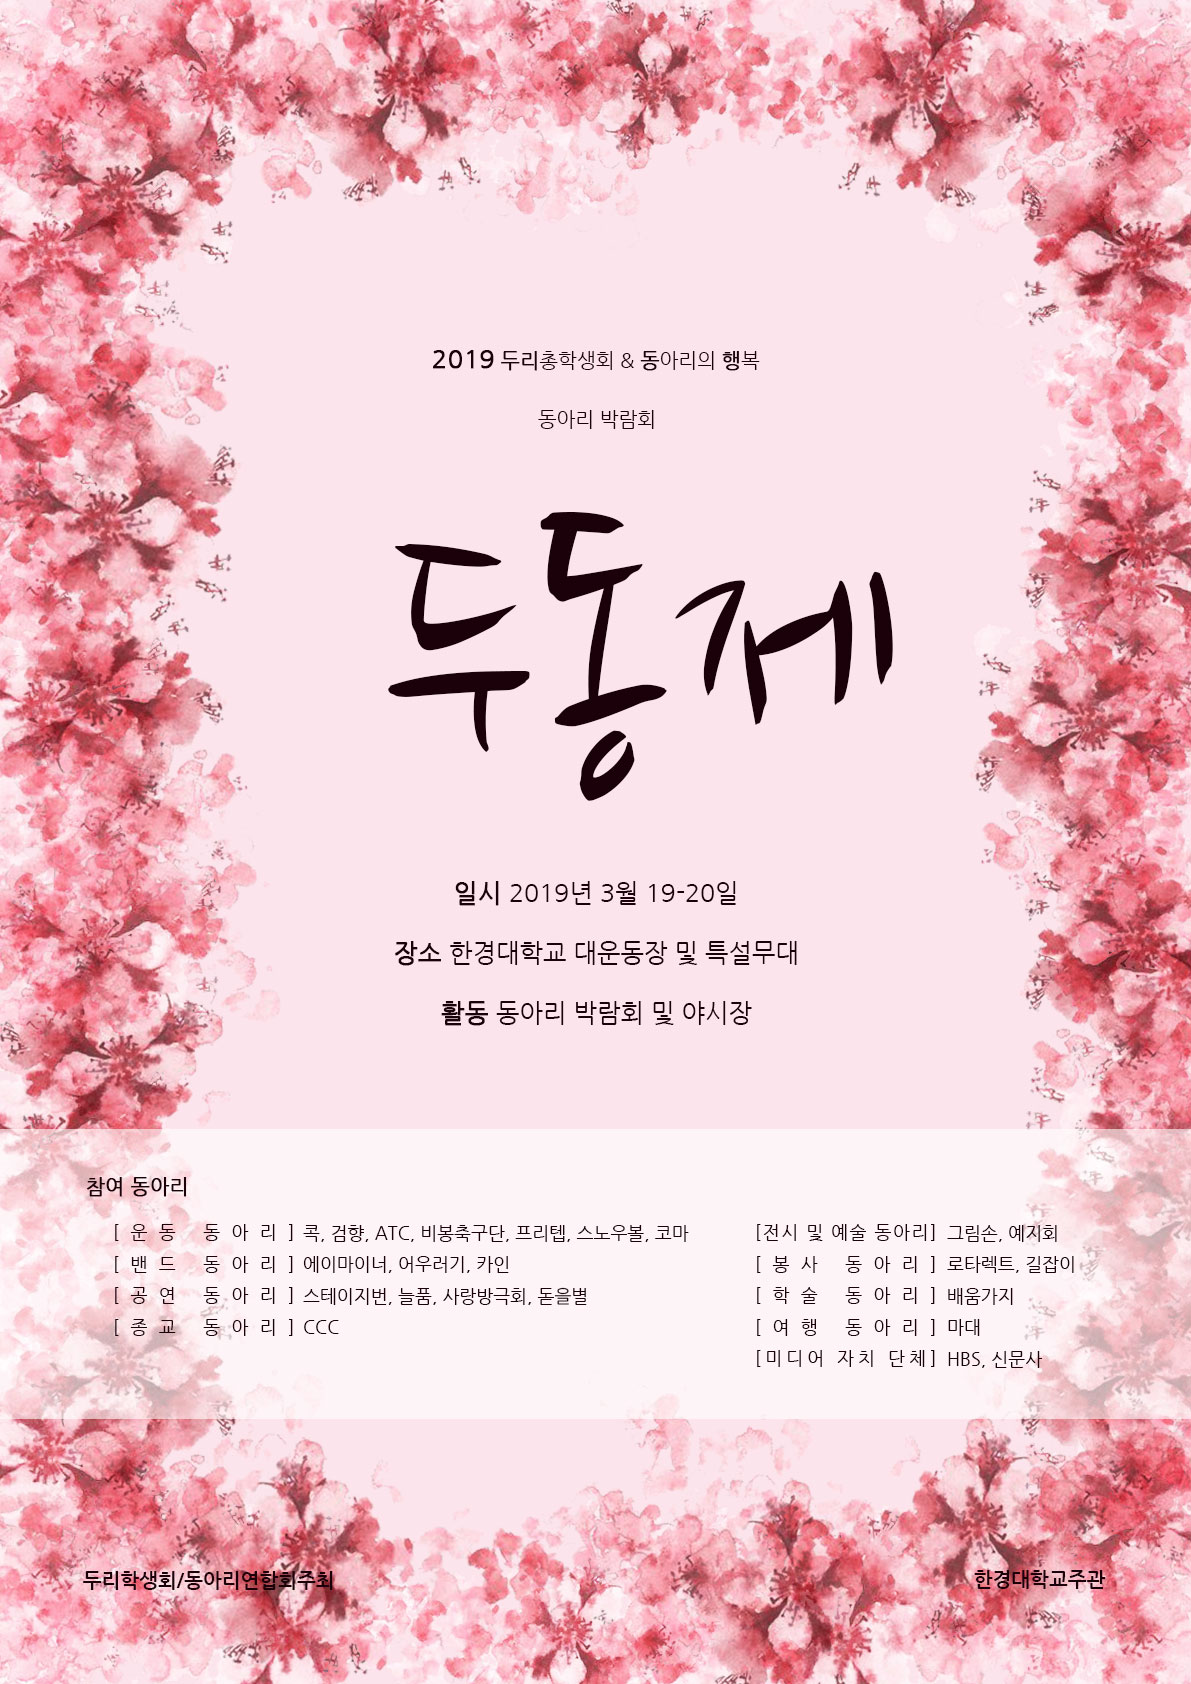 2019 두리총학생회 & 동아리의 행복
동아리 박람회
두동제
일시 2019년 3월 19-20일
장소 한경대학교 대운동장 및 특설무대
활동 동아리 박람회 및 야시장
참여 동아리
[ 운 동 동 아 리 ] 콕, 검향, ATC, 비봉축구단, 프리텝, 스노우볼, 코마
[ 밴 드 동 아 리 ] 에이마이너, 어우러기, 카인
[ 공 연 동 아 리 ] 스테이지번, 늘품, 사랑방극회, 돋을별
[ 종 교 동 아 리 ] CCC
[전시 및 예술 동아리] 그림손, 예지회
[ 봉 사 동 아 리 ] 로타렉트, 길잡이
[ 학 술 동 아 리 ] 배움가지
[ 여 행 동 아 리 ] 마대
[미디어 자치 단체] HBS, 신문사
두리학생회/동아리연합회주최
한경대학교주관